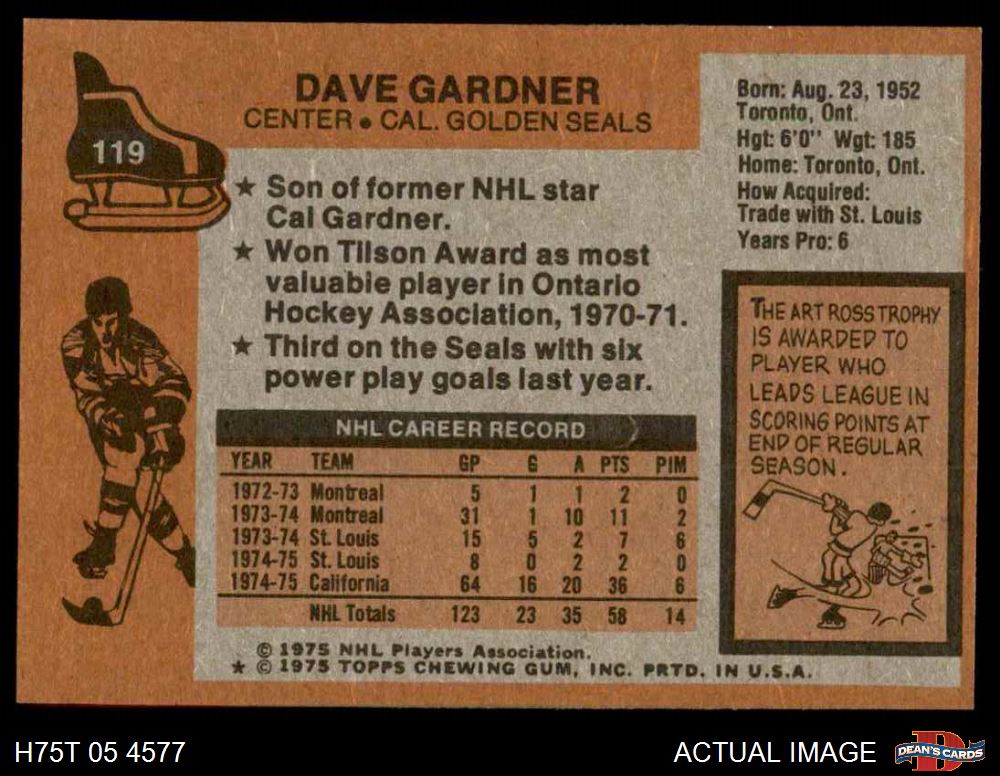 119
DAVE GARDNER
CENTER • CAL. GOLDEN SEALS
★ Son of former NHL star
Cal Gardner.
★ Won Tilson Award as most
valuable player in Ontario
Hockey Association, 1970-71.
★ Third on the Seals with six
power play goals last year.
Born: Aug. 23, 1952
Toronto, Ont.
Hgt: 6'0'' Wgt: 185
Home: Toronto, Ont.
How Acquired:
Trade with St. Louis
Years Pro: 6
THE ART ROSS TROPHY
IS AWARDED TO
PLAYER WHO
LEADS LEAGUE IN
SCORING POINTS AT
END OF REGULAR
SEASON.
NHL CAREER RECORD
YEAR TEAM GP G A PTS PIM
1972-73 Montreal 5 1 1 2 0
1973-74 Montreal 31 1 10 11 2
1973-74 St. Louis 15 5 2 7 6
1974-75 St. Louis 8 0 2 2 0
1974-75 California 64 16 20 36 6
NHL Totals 123 23 35 58 14
© 1975 NHL Players Association.
★ © 1975 TOPPS CHEWING GUM, INC. PRTD. IN U.S.A.
H75T 05 4577
ACTUAL IMAGE
D
DEAN'S CARDS